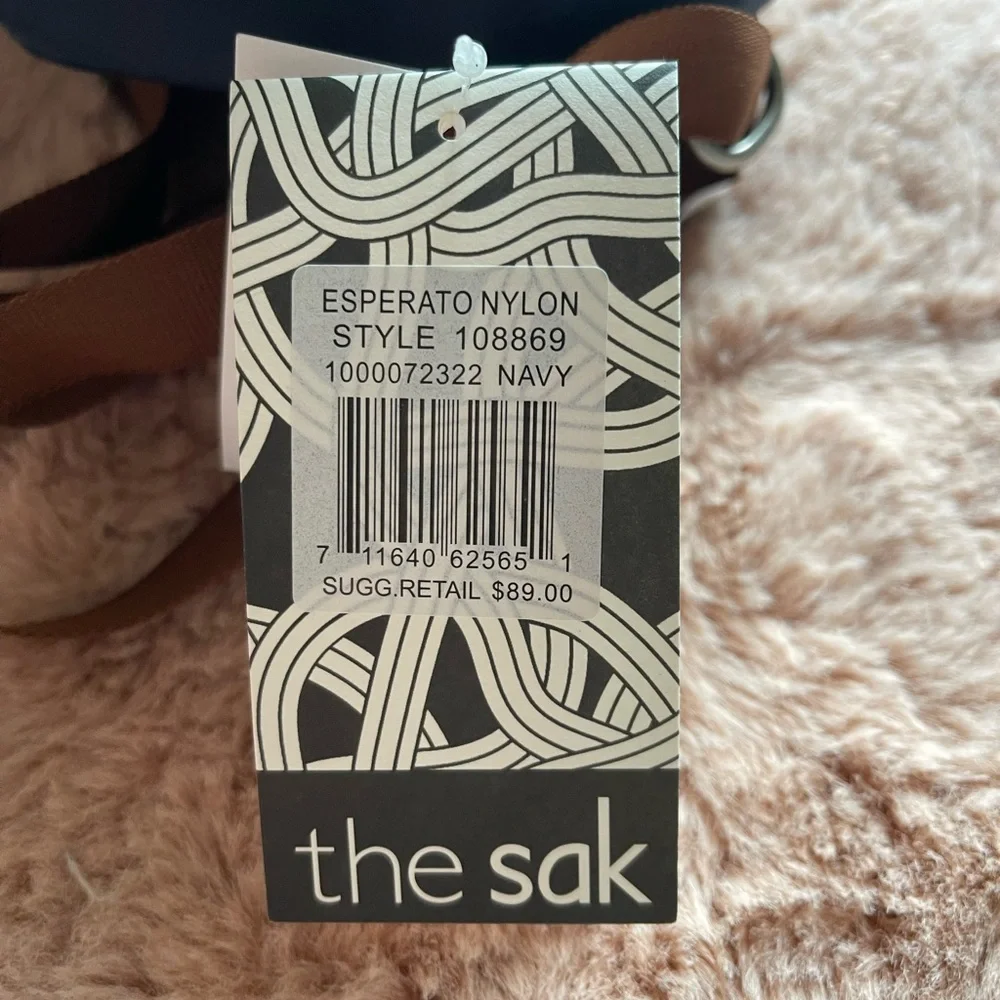 ESPERATO NYLON
STYLE 108869
1000072322 NAVY
7 11640 62565 1
SUGG.RETAIL $89.00
the sak